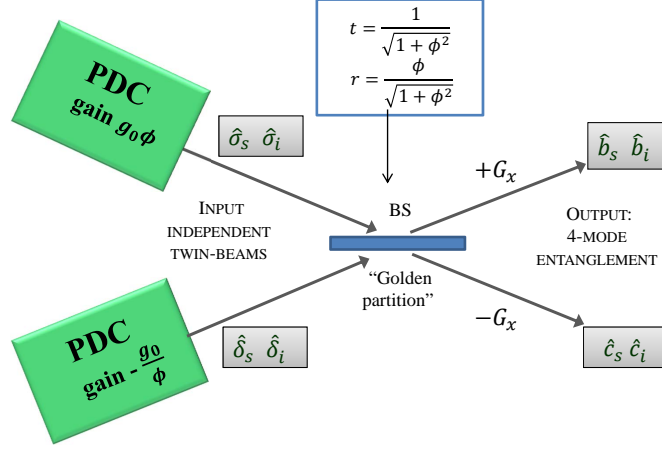 PDC
gain g₀ϕ
t = 1/√(1 + ϕ²)
r = ϕ/√(1 + ϕ²)
σ̂ₛ σ̂ᵢ
b̂ₛ b̂ᵢ
+Gₓ
INPUT
INDEPENDENT
TWIN-BEAMS
BS
OUTPUT:
4-MODE
ENTANGLEMENT
“Golden
partition”
PDC
gain - g₀/ϕ
δ̂ₛ δ̂ᵢ
−Gₓ
ĉₛ ĉᵢ